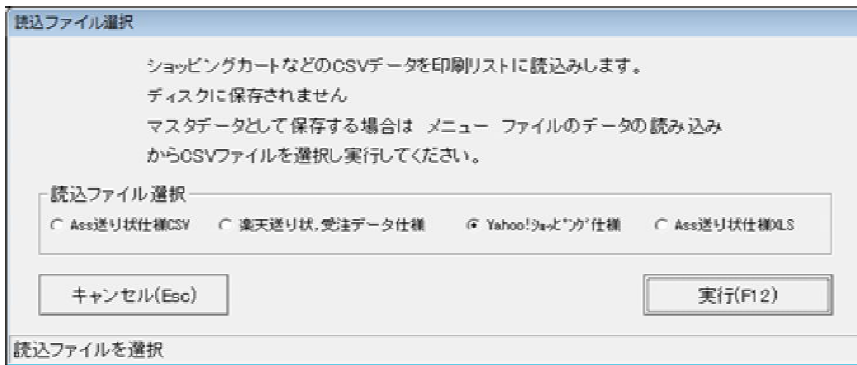 読込ファイル選択
ショッピングカートなどのCSVデータを印刷リストに読込みします。
ディスクに保存されません
マスタデータとして保存する場合は メニュー ファイルのデータの読み込み
からCSVファイルを選択し実行してください。
読込ファイル選択
Ass送り状仕様CSV 楽天送り状,受注データ仕様 Yahoo!ｼｮｯﾋﾟﾝｸﾞ仕様 Ass送り状仕様XLS
キャンセル(Esc) 実行(F12)
読込ファイルを選択